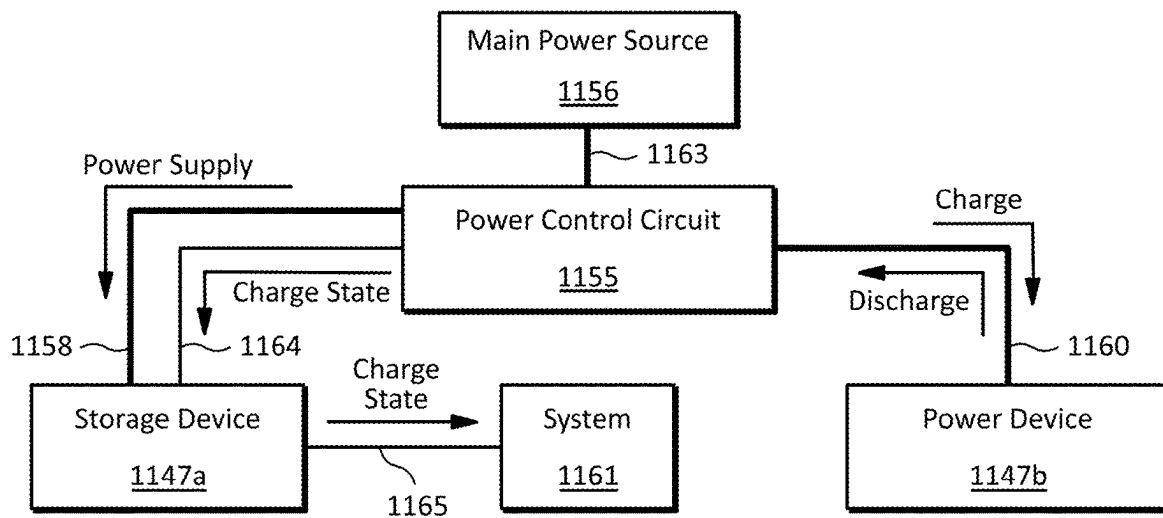 Main Power Source
1156
1163
Power Supply
Power Control Circuit
1155
Charge
Charge State
Discharge
1158
1164
1160
Charge
State
Storage Device
1147a
System
1161
Power Device
1147b
1165